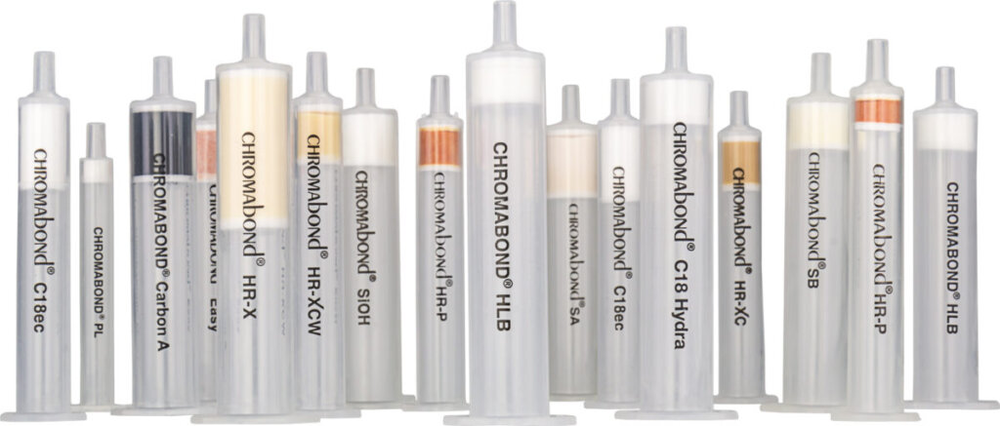 CHROMAbond® C18ec
CHROMABOND® PL
CHROMABOND® Carbon A
CHROMABOND® Easy
CHROMAbond® HR-X
CHROMAbond® HR-XCW
CHROMAbond® SiOH
CHROMAbond® HR-P
CHROMABOND® HLB
CHROMAbond® SA
CHROMAbond® C18ec
CHROMAbond® C18 Hydra
CHROMAbond® HR-Xc
CHROMAbond® SB
CHROMAbond® HR-P
CHROMABOND® HLB